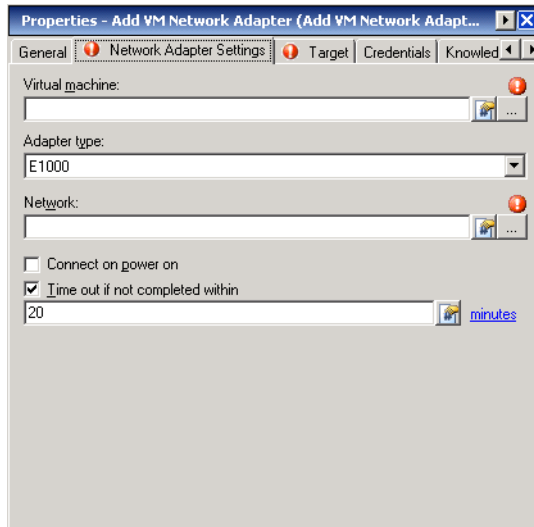 Properties - Add VM Network Adapter (Add VM Network Adapt...
General Network Adapter Settings Target Credentials Knowled
Virtual machine:
...
Adapter type:
E1000
Network:
...
Connect on power on
Time out if not completed within
20 minutes